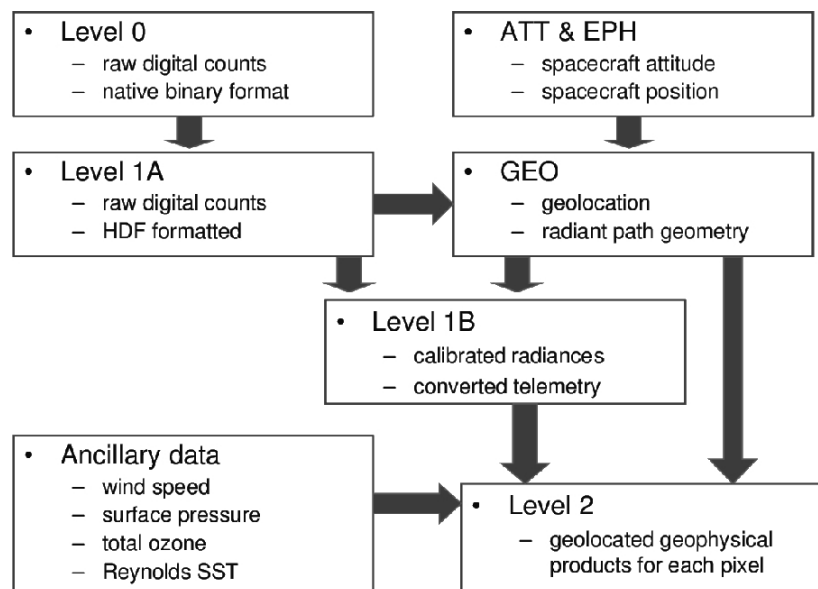 • Level 0
– raw digital counts
– native binary format
• ATT & EPH
– spacecraft attitude
– spacecraft position
• Level 1A
– raw digital counts
– HDF formatted
• GEO
– geolocation
– radiant path geometry
• Level 1B
– calibrated radiances
– converted telemetry
• Ancillary data
– wind speed
– surface pressure
– total ozone
– Reynolds SST
• Level 2
– geolocated geophysical
products for each pixel